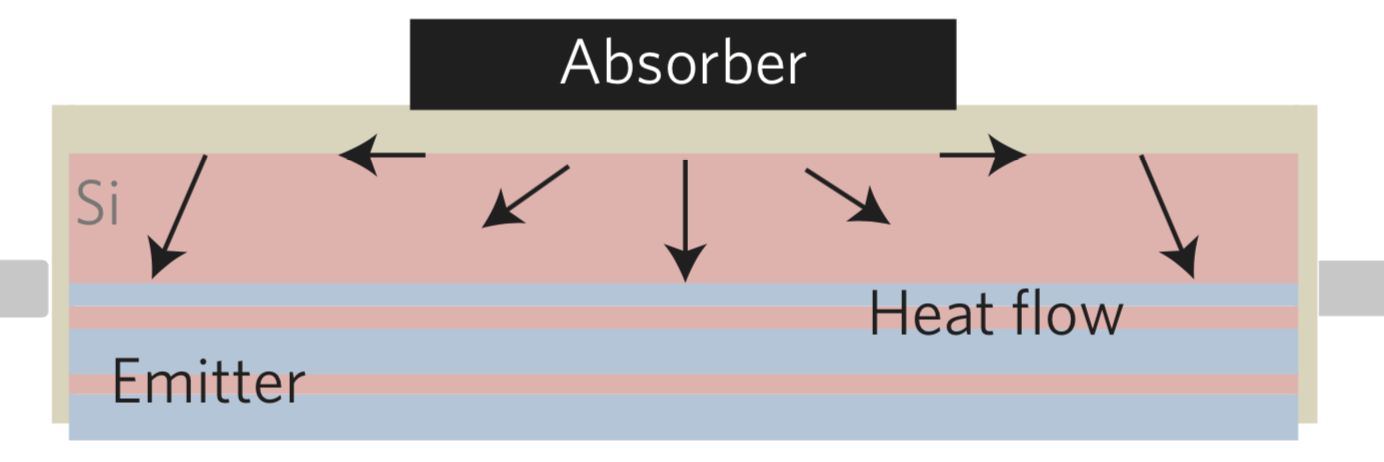 Absorber
Si
Heat flow
Emitter